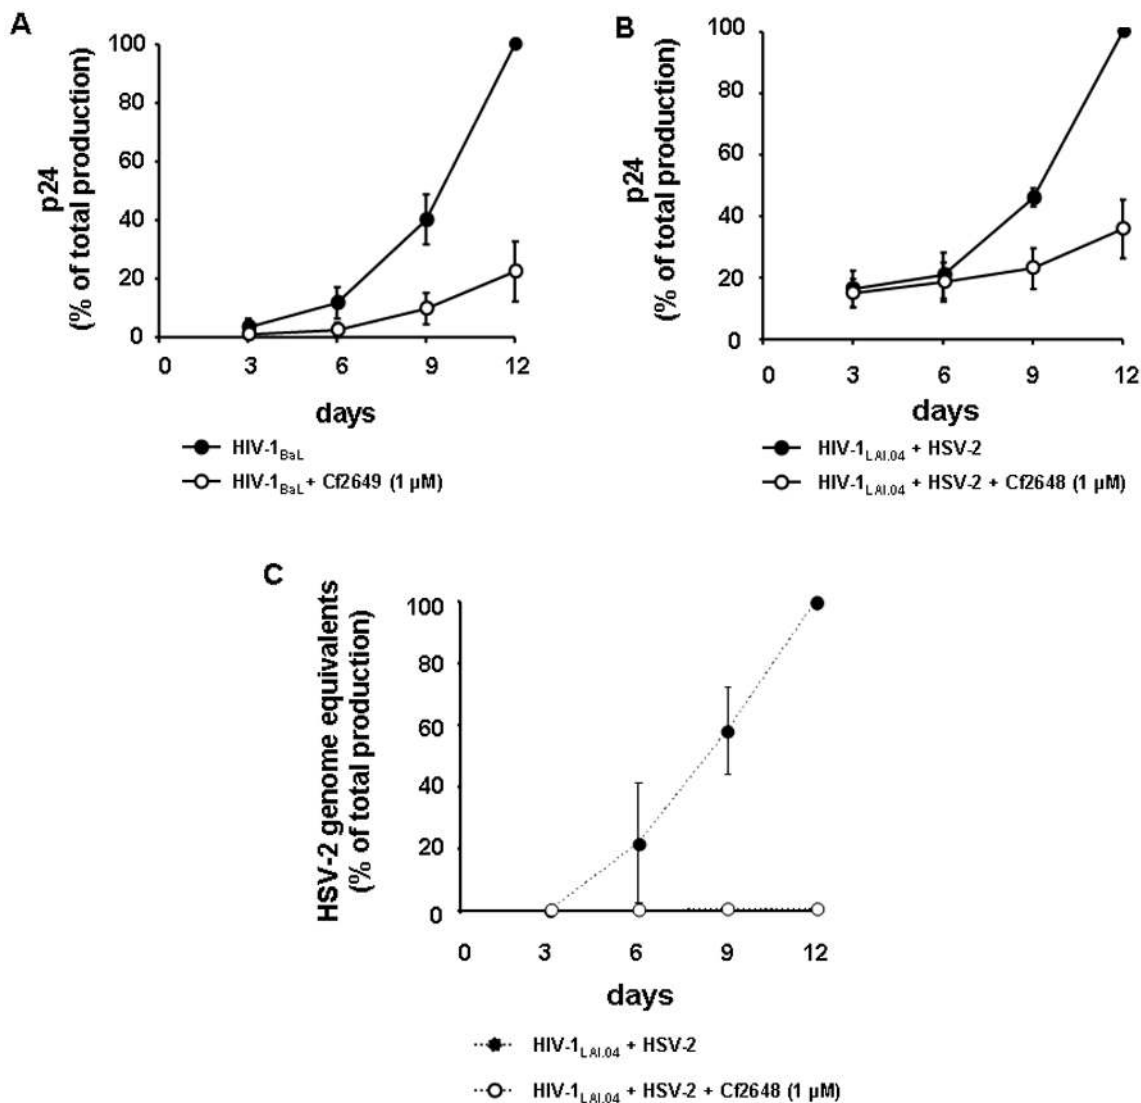 A
p24
(% of total production)
100
80
60
40
20
0
0 3 6 9 12
days
HIV-1BaL
HIV-1BaL + Cf2649 (1 µM)
B
p24
(% of total production)
100
80
60
40
20
0
0 3 6 9 12
days
HIV-1LAI.04 + HSV-2
HIV-1LAI.04 + HSV-2 + Cf2648 (1 µM)
C
HSV-2 genome equivalents
(% of total production)
100
80
60
40
20
0
0 3 6 9 12
days
HIV-1LAI.04 + HSV-2
HIV-1LAI.04 + HSV-2 + Cf2648 (1 µM)